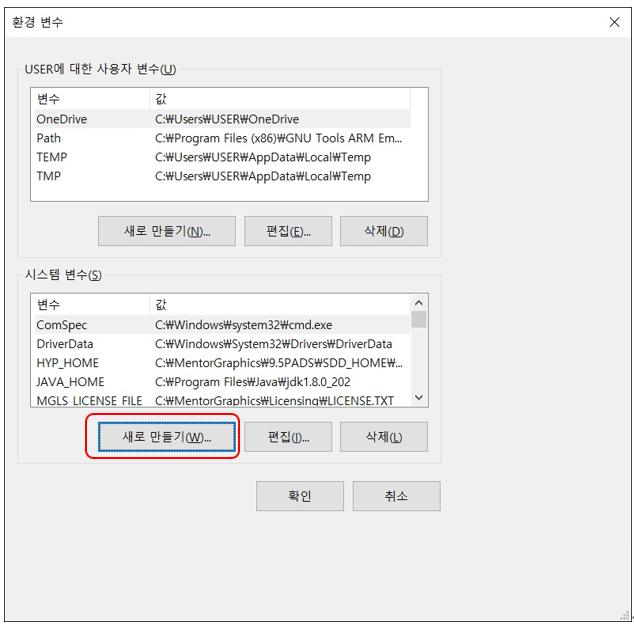 환경 변수
USER에 대한 사용자 변수(U)
변수 값
OneDrive C:₩Users₩USER₩OneDrive
Path C:₩Program Files (x86)₩GNU Tools ARM Em...
TEMP C:₩Users₩USER₩AppData₩Local₩Temp
TMP C:₩Users₩USER₩AppData₩Local₩Temp
새로 만들기(N)... 편집(E)... 삭제(D)
시스템 변수(S)
변수 값
ComSpec C:₩Windows₩system32₩cmd.exe
DriverData C:₩Windows₩System32₩Drivers₩DriverData
HYP_HOME C:₩MentorGraphics₩9.5PADS₩SDD_HOME₩...
JAVA_HOME C:₩Program Files₩Java₩jdk1.8.0_202
MGLS_LICENSE_FILE C:₩MentorGraphics₩Licensing₩LICENSE.TXT
새로 만들기(W)... 편집(I)... 삭제(L)
확인 취소